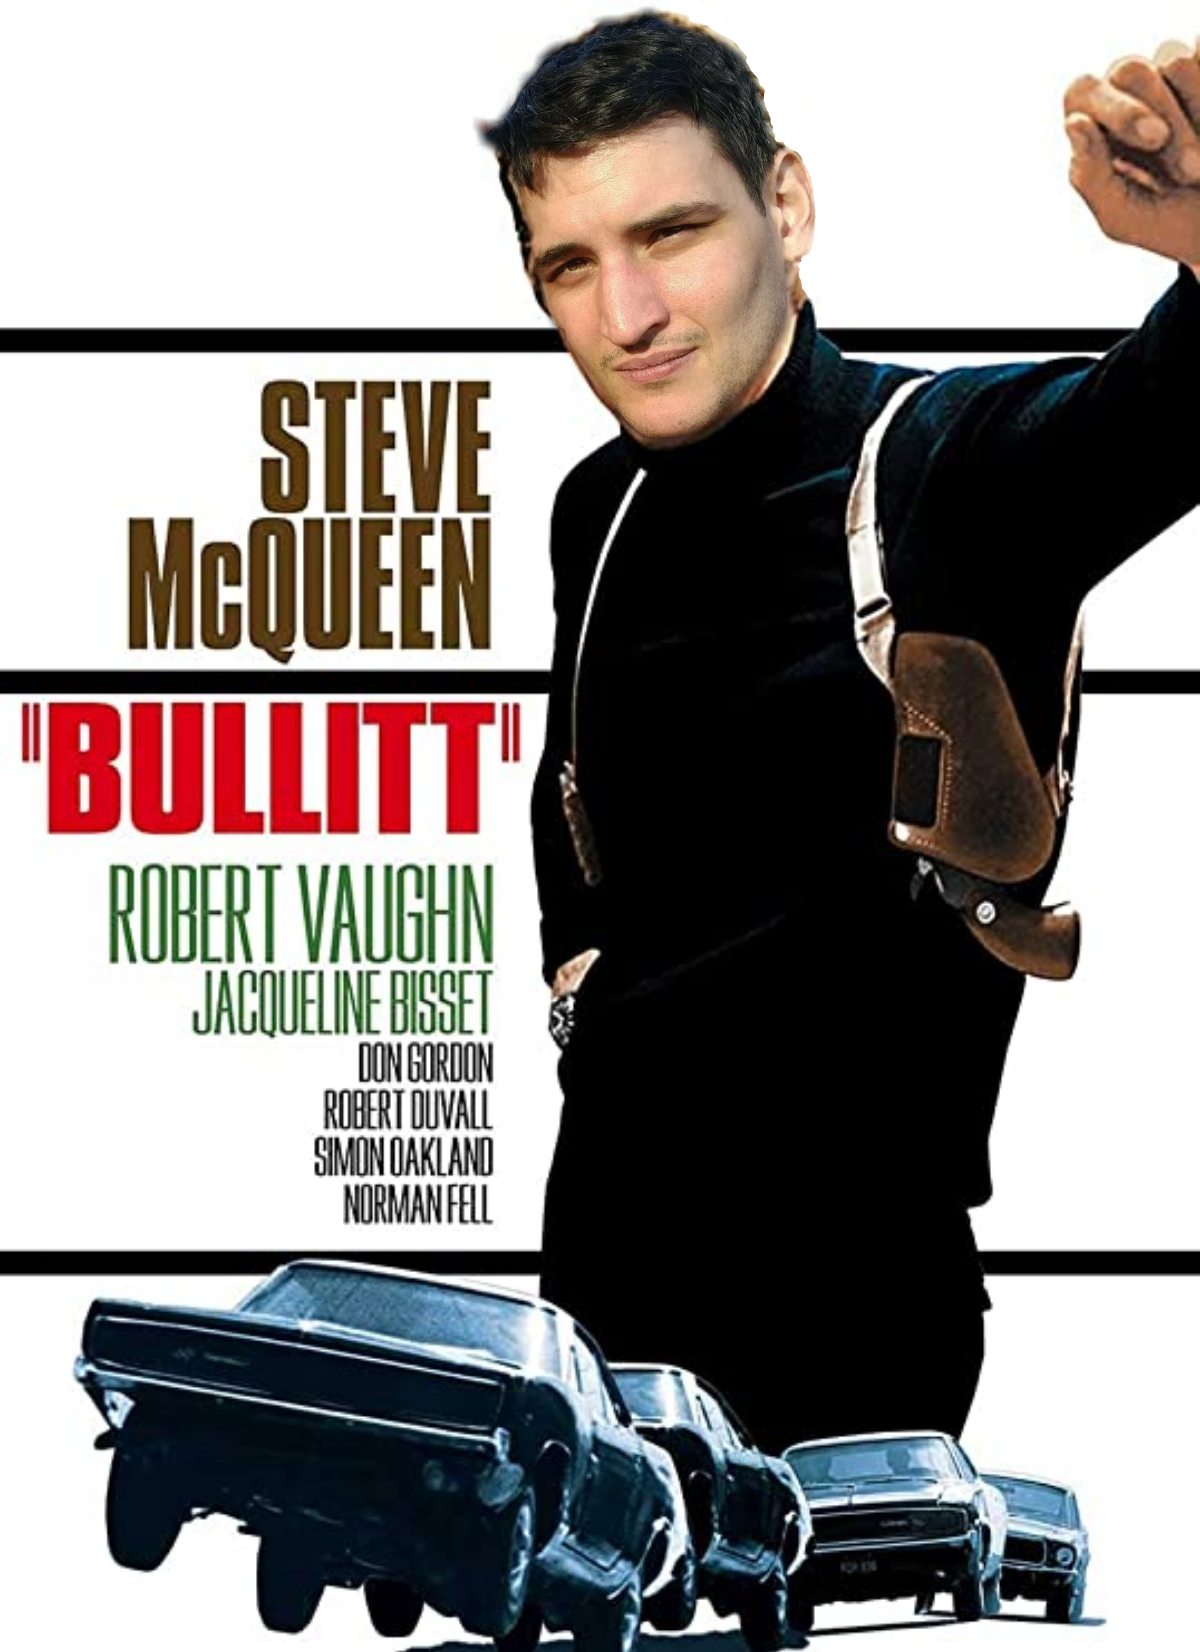 STEVE
McQUEEN
"BULLITT"
ROBERT VAUGHN
JACQUELINE BISSET
DON GORDON
ROBERT DUVALL
SIMON OAKLAND
NORMAN FELL